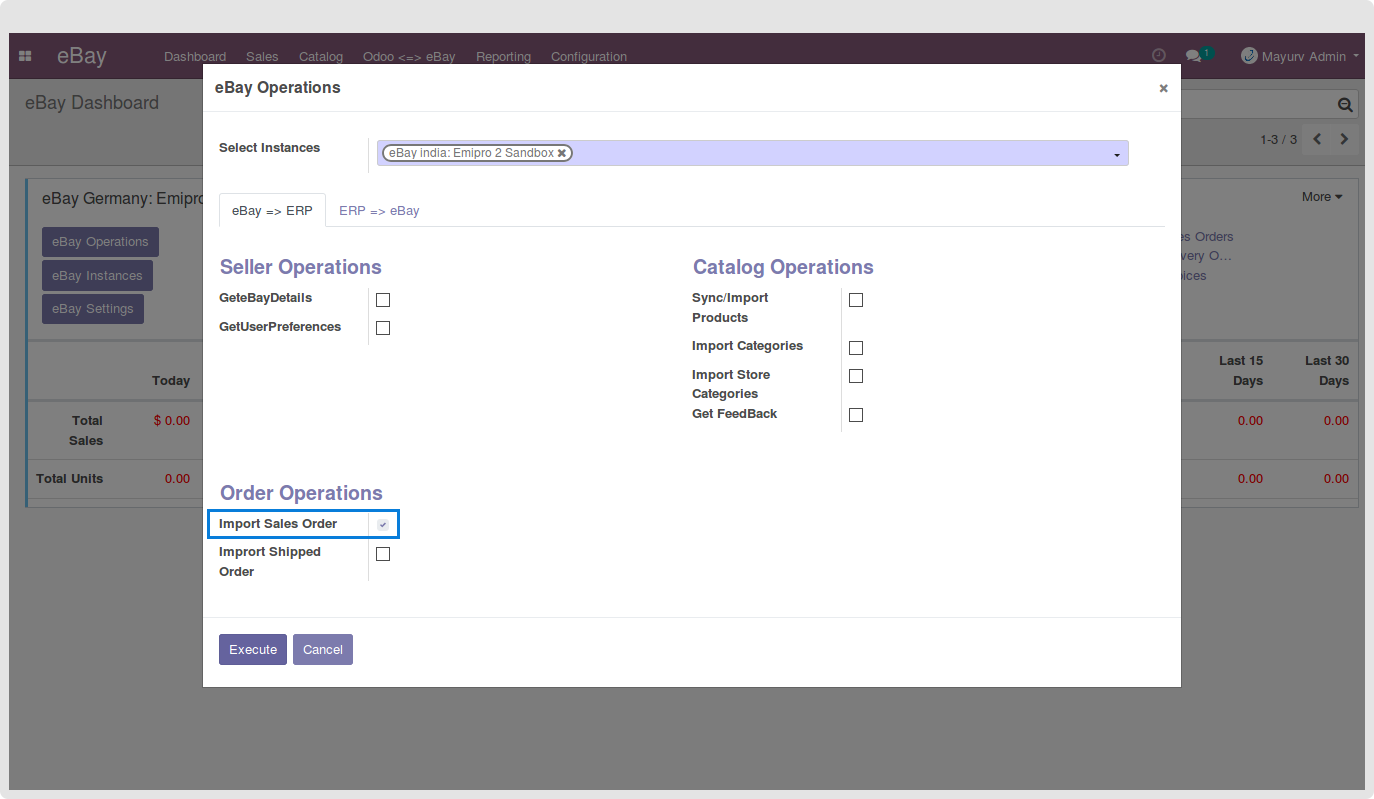 eBay
Dashboard Sales Catalog Odoo <=> eBay Reporting Configuration
1 Mayurv Admin
eBay Dashboard
eBay Operations
×
1-3 / 3
Select Instances
eBay india: Emipro 2 Sandbox
eBay => ERP ERP => eBay
eBay Germany: Emipro
More
eBay Operations
eBay Instances
eBay Settings
es Orders
very O...
oices
Seller Operations
GeteBayDetails
GetUserPreferences
Catalog Operations
Sync/Import
Products
Import Categories
Import Store
Categories
Get FeedBack
Today
Last 15
Days
Last 30
Days
Total
Sales
$ 0.00
0.00 0.00
Total Units 0.00
0.00 0.00
Order Operations
Import Sales Order
Imprort Shipped
Order
Execute Cancel